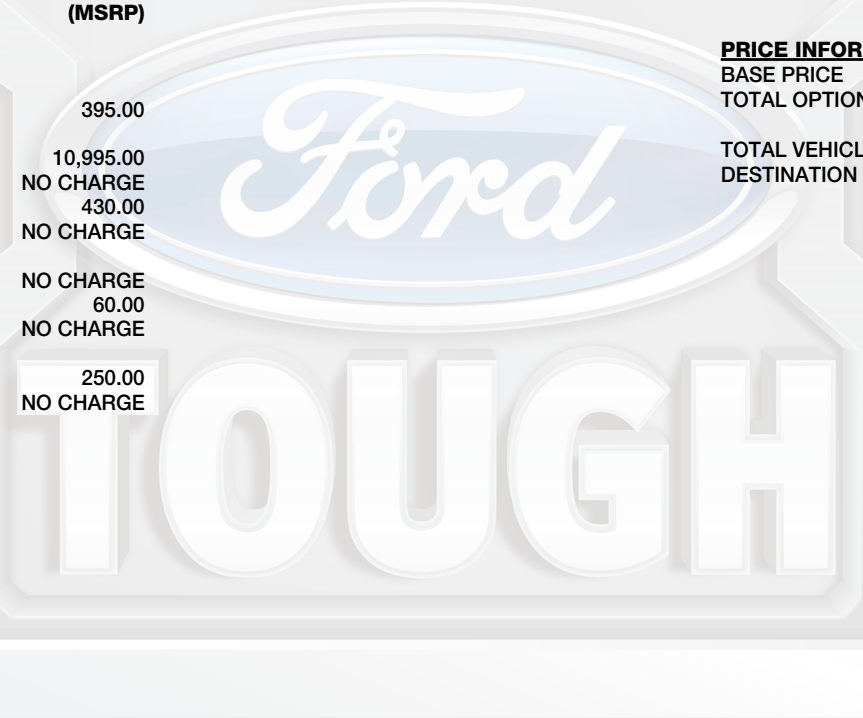 (MSRP)
395.00
10,995.00
NO CHARGE
430.00
NO CHARGE
NO CHARGE
60.00
NO CHARGE
250.00
NO CHARGE
PRICE INFOR
BASE PRICE
TOTAL OPTION
TOTAL VEHICL
DESTINATION
Ford
TOUGH